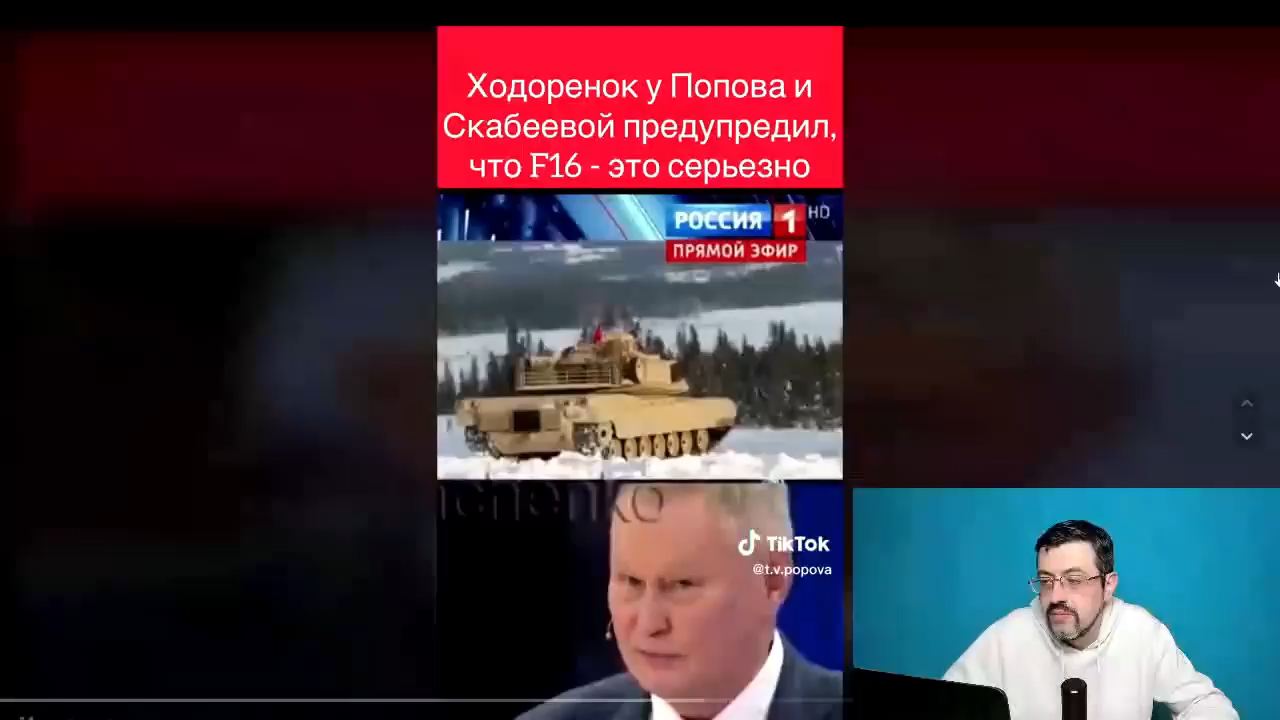 Ходоренок у Попова и
Скабеевой предупредил,
что F16 - это серьезно
РОССИЯ 1 HD
ПРЯМОЙ ЭФИР
TikTok
@t.v.popova